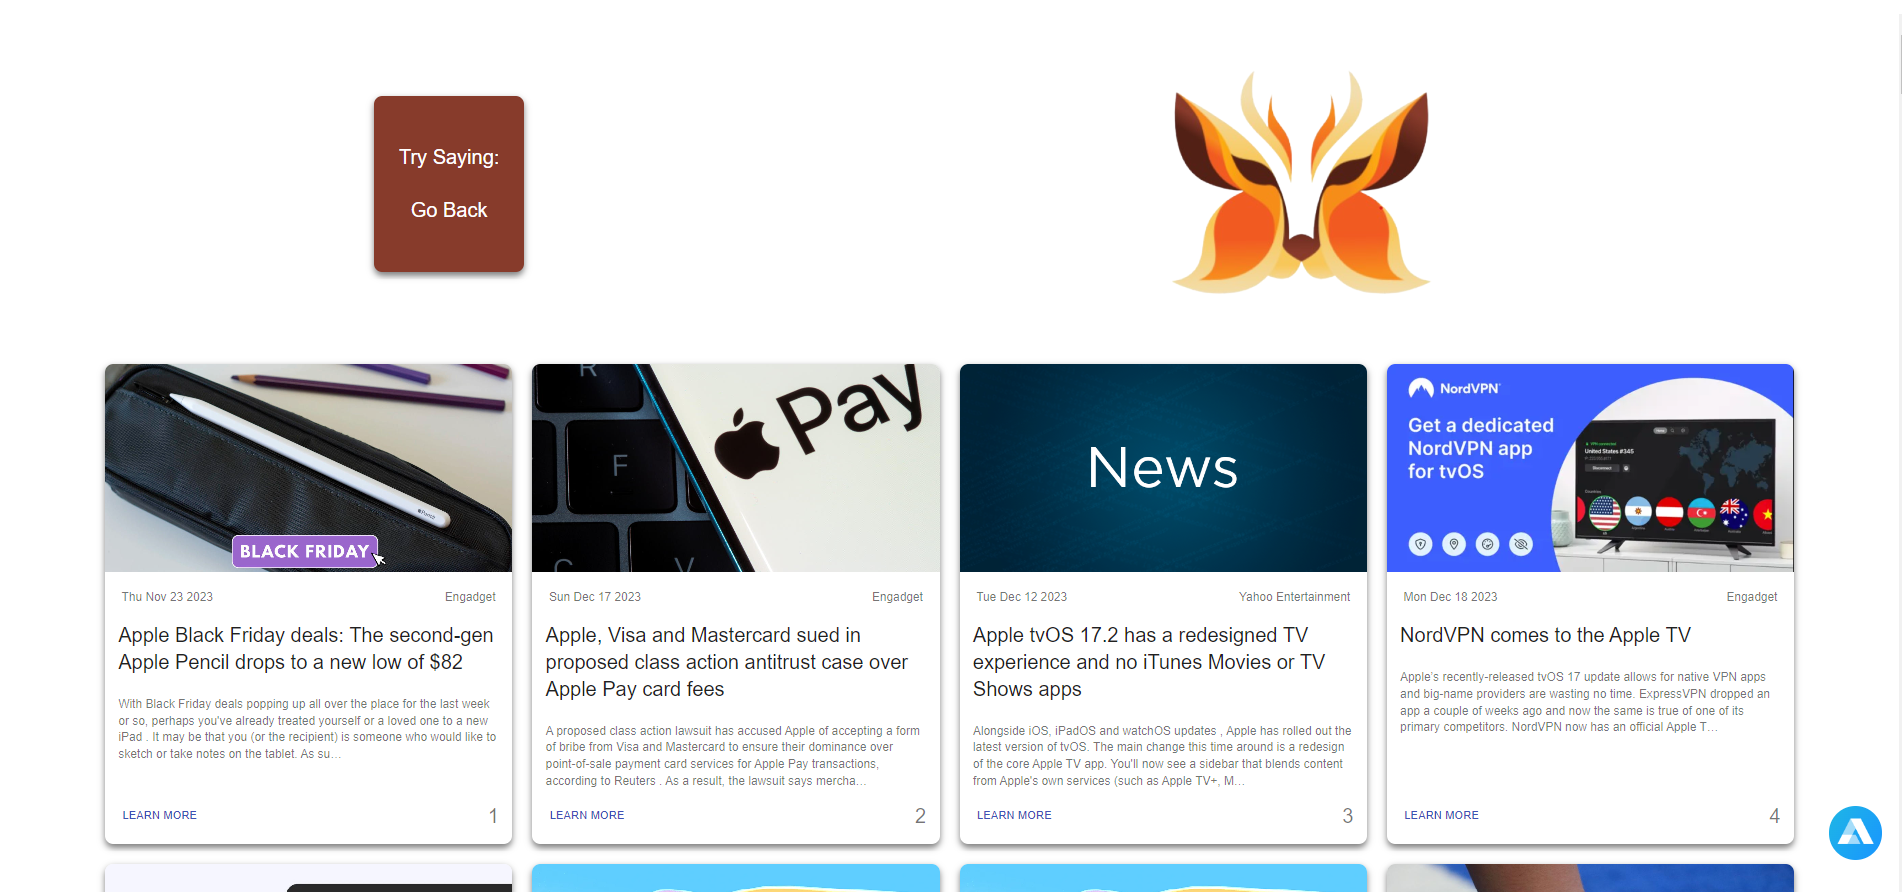 Try Saying:
Go Back
R
F
C
V
Pay
BLACK FRIDAY
News
NordVPN
Get a dedicated
NordVPN app
for tvOS
United States #345
Thu Nov 23 2023
Engadget
Apple Black Friday deals: The second-gen
Apple Pencil drops to a new low of $82
With Black Friday deals popping up all over the place for the last week
or so, perhaps you've already treated yourself or a loved one to a new
iPad . It may be that you (or the recipient) is someone who would like to
sketch or take notes on the tablet. As su…
LEARN MORE
1
Sun Dec 17 2023
Engadget
Apple, Visa and Mastercard sued in
proposed class action antitrust case over
Apple Pay card fees
A proposed class action lawsuit has accused Apple of accepting a form
of bribe from Visa and Mastercard to ensure their dominance over
point-of-sale payment card services for Apple Pay transactions,
according to Reuters . As a result, the lawsuit says mercha…
LEARN MORE
2
Tue Dec 12 2023
Yahoo Entertainment
Apple tvOS 17.2 has a redesigned TV
experience and no iTunes Movies or TV
Shows apps
Alongside iOS, iPadOS and watchOS updates , Apple has rolled out the
latest version of tvOS. The main change this time around is a redesign
of the core Apple TV app. You'll now see a sidebar that blends content
from Apple's own services (such as Apple TV+, M…
LEARN MORE
3
Mon Dec 18 2023
Engadget
NordVPN comes to the Apple TV
Apple's recently-released tvOS 17 update allows for native VPN apps
and big-name providers are wasting no time. ExpressVPN dropped an
app a couple of weeks ago and now the same is true of one of its
primary competitors. NordVPN now has an official Apple T…
LEARN MORE
4